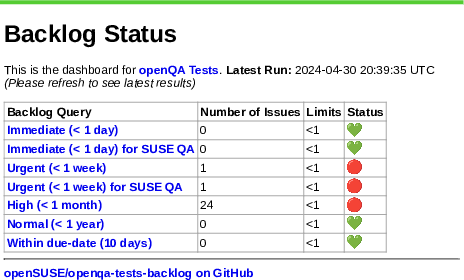 Backlog Status
This is the dashboard for openQA Tests. Latest Run: 2024-04-30 20:39:35 UTC
(Please refresh to see latest results)
Backlog Query Number of Issues Limits Status
Immediate (< 1 day) 0 <1 💚
Immediate (< 1 day) for SUSE QA 0 <1 💚
Urgent (< 1 week) 1 <1 🔴
Urgent (< 1 week) for SUSE QA 1 <1 🔴
High (< 1 month) 24 <1 🔴
Normal (< 1 year) 0 <1 💚
Within due-date (10 days) 0 <1 💚
openSUSE/openqa-tests-backlog on GitHub